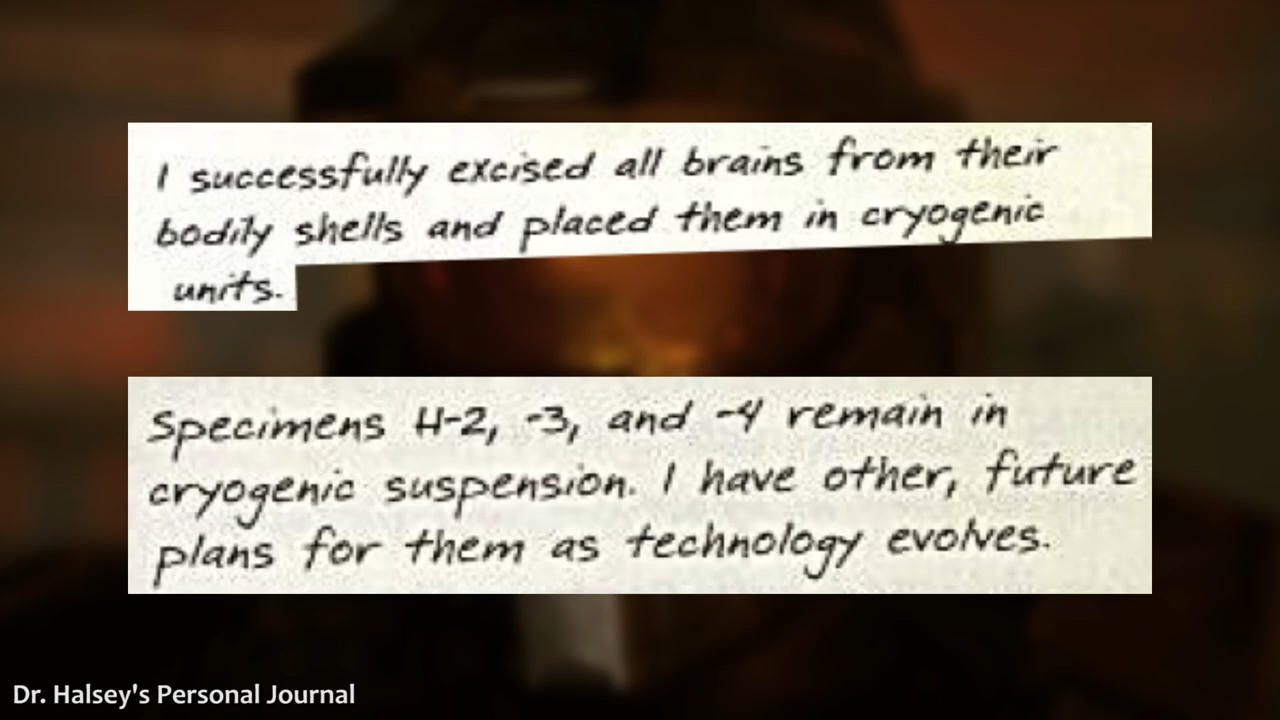 I successfully excised all brains from their
bodily shells and placed them in cryogenic
units.
Specimens H-2, -3, and -4 remain in
cryogenic suspension. I have other, future
plans for them as technology evolves.
Dr. Halsey's Personal Journal